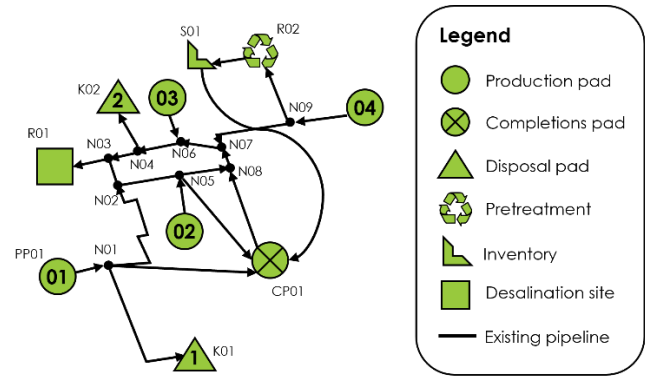 S01
R02
Legend
K02
03
2
04
Production pad
N09
R01
Completions pad
N03
N04
N06
N07
N08
Disposal pad
N05
N02
Pretreatment
02
PP01
N01
Inventory
01
CP01
Desalination site
1
K01
Existing pipeline